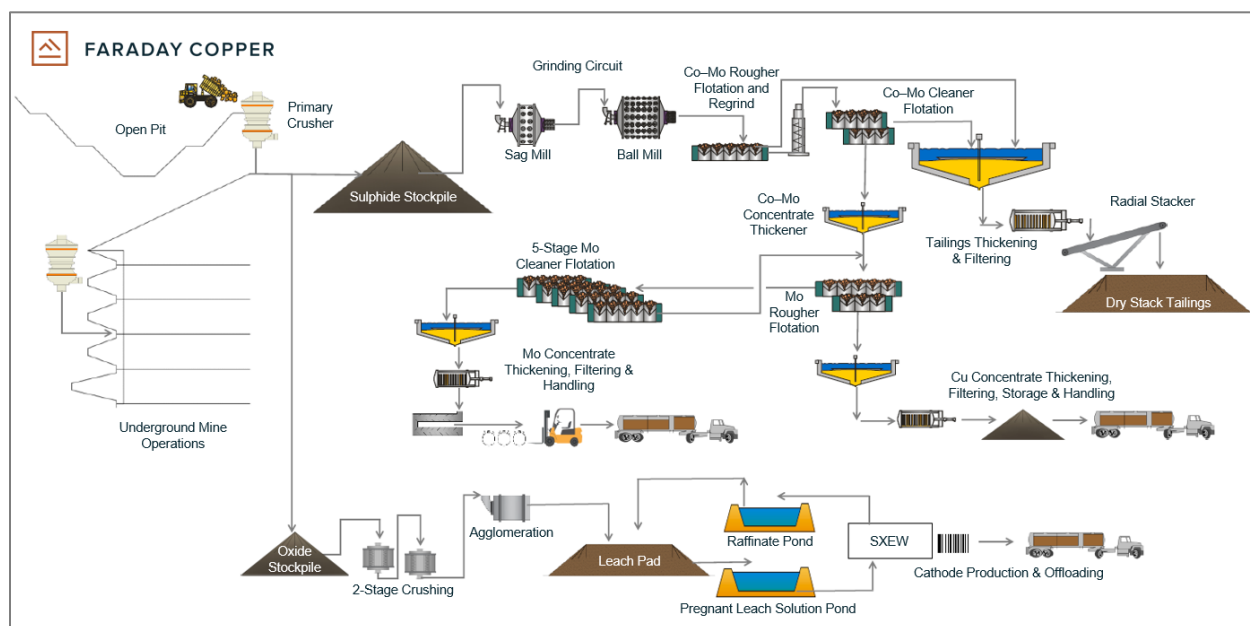 FARADAY COPPER
Open Pit
Primary
Crusher
Grinding Circuit
Sag Mill
Ball Mill
Co–Mo Rougher
Flotation and
Regrind
Co–Mo Cleaner
Flotation
Sulphide Stockpile
Co–Mo
Concentrate
Thickener
Tailings Thickening
& Filtering
Radial Stacker
Dry Stack Tailings
5-Stage Mo
Cleaner Flotation
Mo
Rougher
Flotation
Mo Concentrate
Thickening, Filtering &
Handling
Cu Concentrate Thickening,
Filtering, Storage & Handling
Underground Mine
Operations
Oxide
Stockpile
2-Stage Crushing
Agglomeration
Leach Pad
Raffinate Pond
Pregnant Leach Solution Pond
SXEW
Cathode Production & Offloading